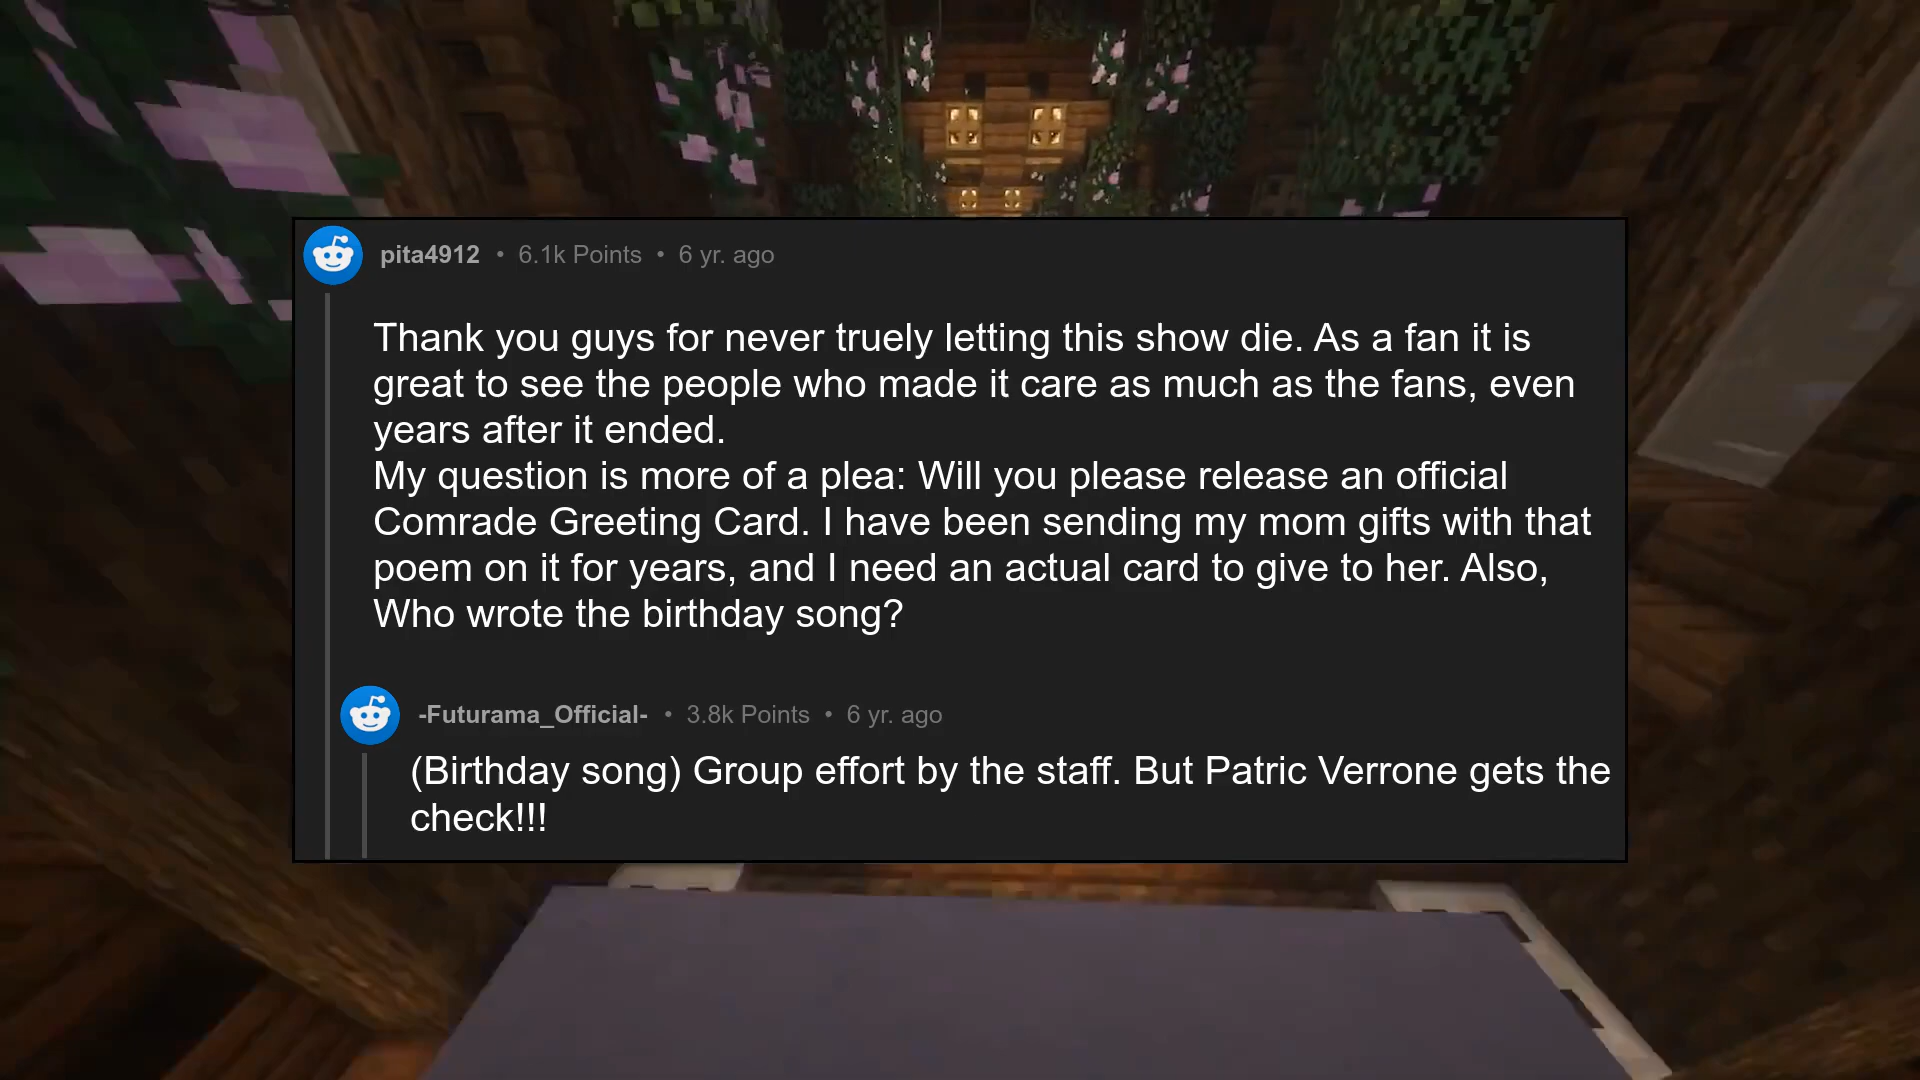 pita4912 • 6.1k Points • 6 yr. ago
Thank you guys for never truely letting this show die. As a fan it is
great to see the people who made it care as much as the fans, even
years after it ended.
My question is more of a plea: Will you please release an official
Comrade Greeting Card. I have been sending my mom gifts with that
poem on it for years, and I need an actual card to give to her. Also,
Who wrote the birthday song?
-Futurama_Official- • 3.8k Points • 6 yr. ago
(Birthday song) Group effort by the staff. But Patric Verrone gets the
check!!!